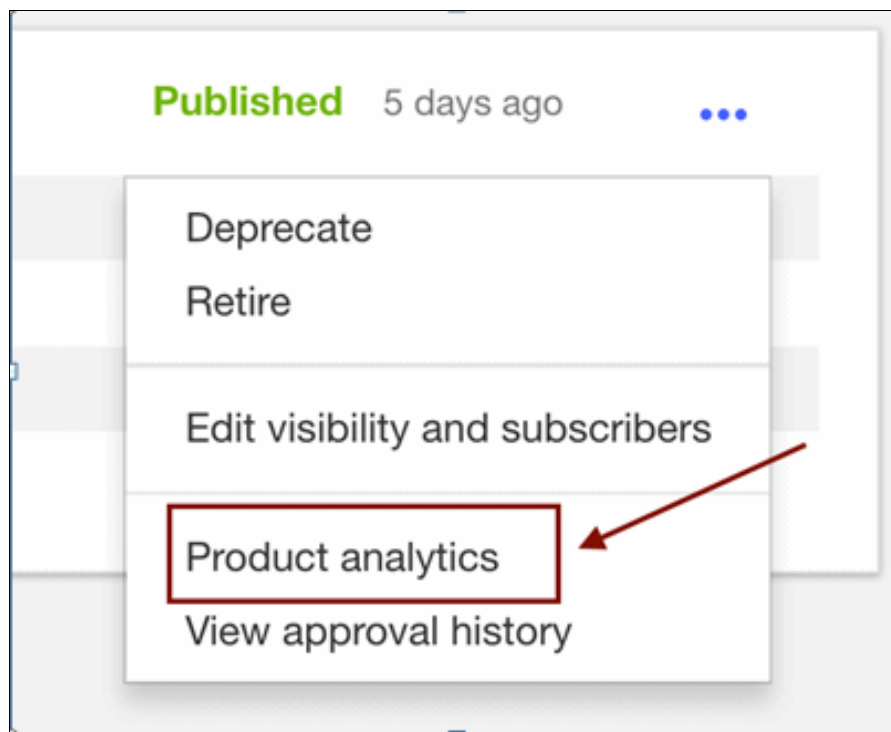 Published 5 days ago
Deprecate
Retire
Edit visibility and subscribers
Product analytics
View approval history